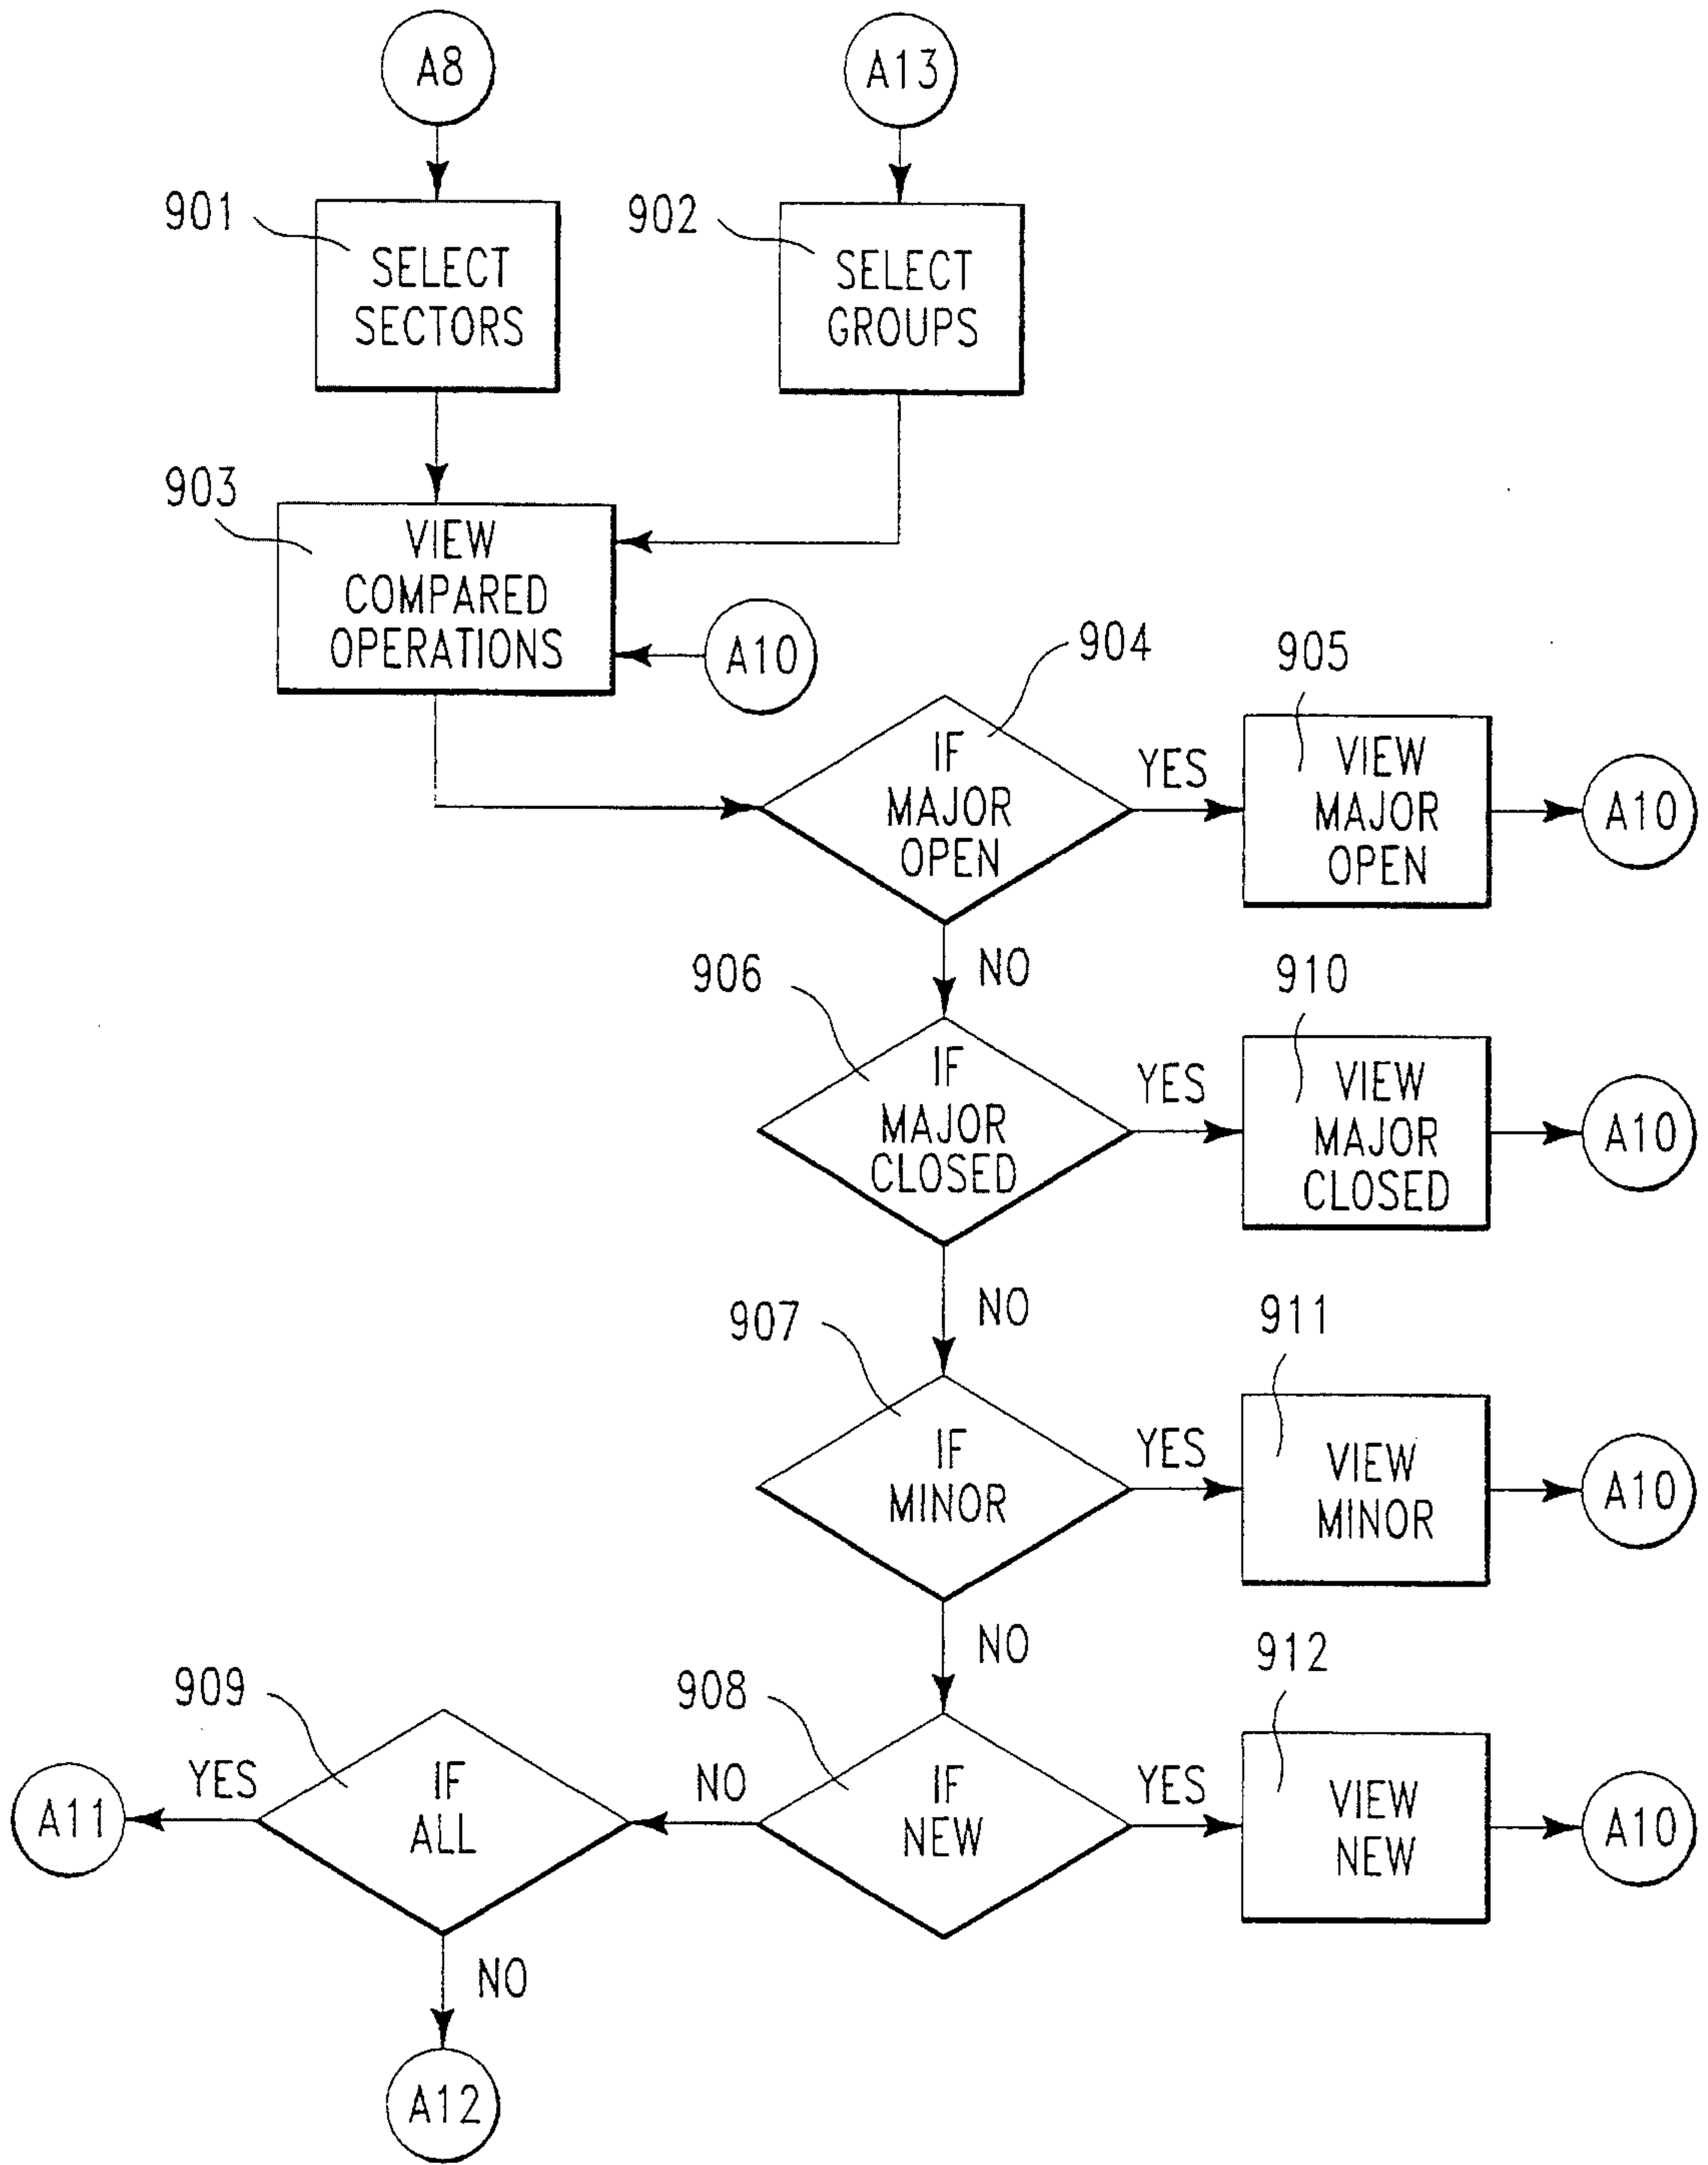 A8
A13
901
902
SELECT
SECTORS
SELECT
GROUPS
903
VIEW
COMPARED
OPERATIONS
A10
904
905
IF
MAJOR
OPEN
YES
VIEW
MAJOR
OPEN
A10
NO
906
910
IF
MAJOR
CLOSED
YES
VIEW
MAJOR
CLOSED
A10
NO
907
911
IF
MINOR
YES
VIEW
MINOR
A10
NO
909
908
912
A11
YES
IF
ALL
NO
IF
NEW
YES
VIEW
NEW
A10
NO
A12